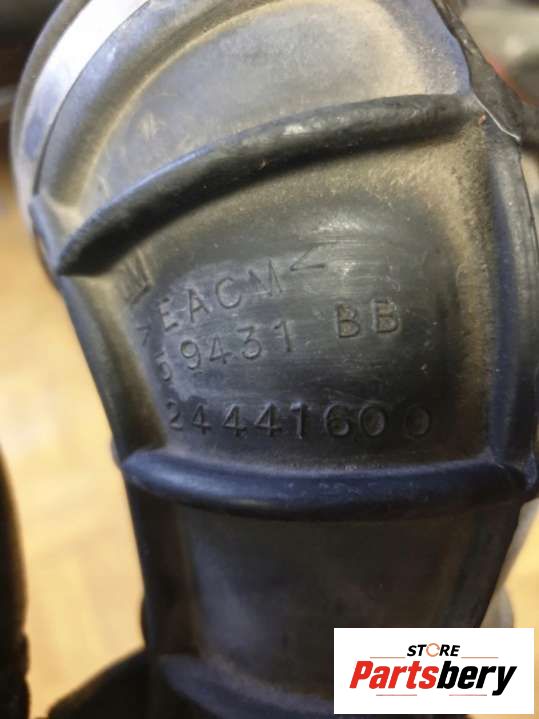 EACM<
9431 BB
24441600
STORE
Partsbery